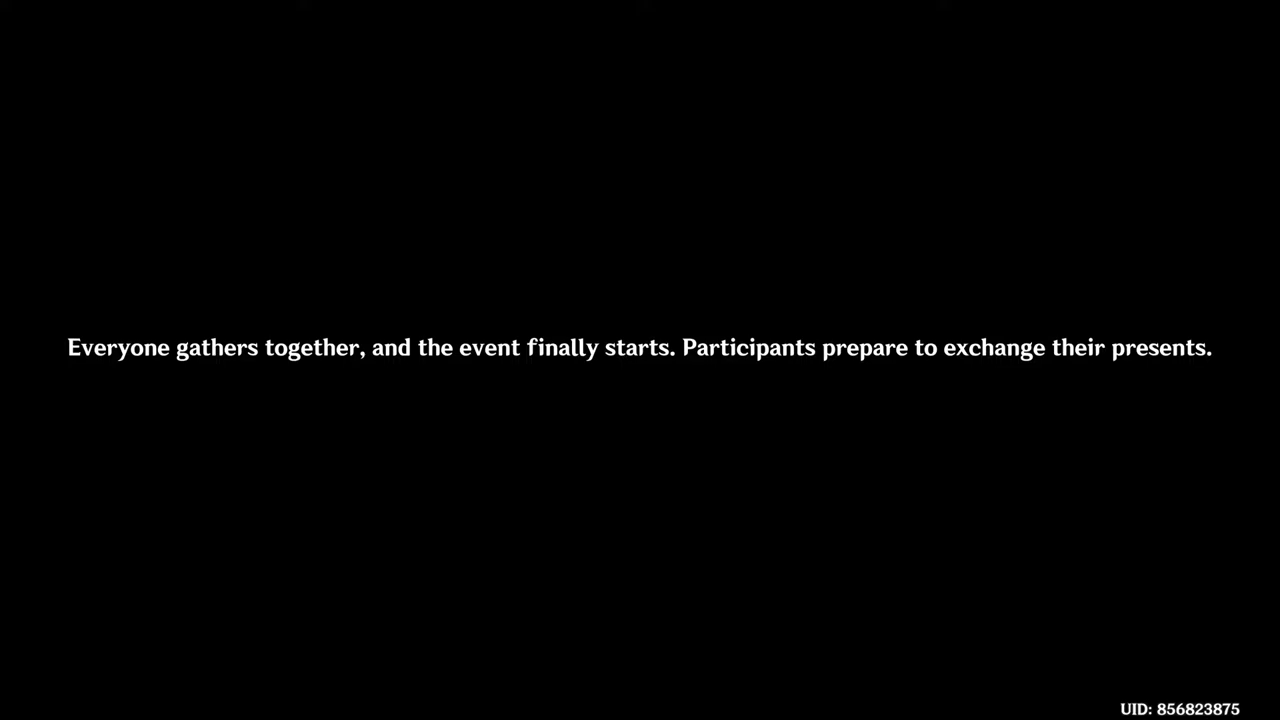 Everyone gathers together, and the event finally starts. Participants prepare to exchange their presents.
UID: 856823875